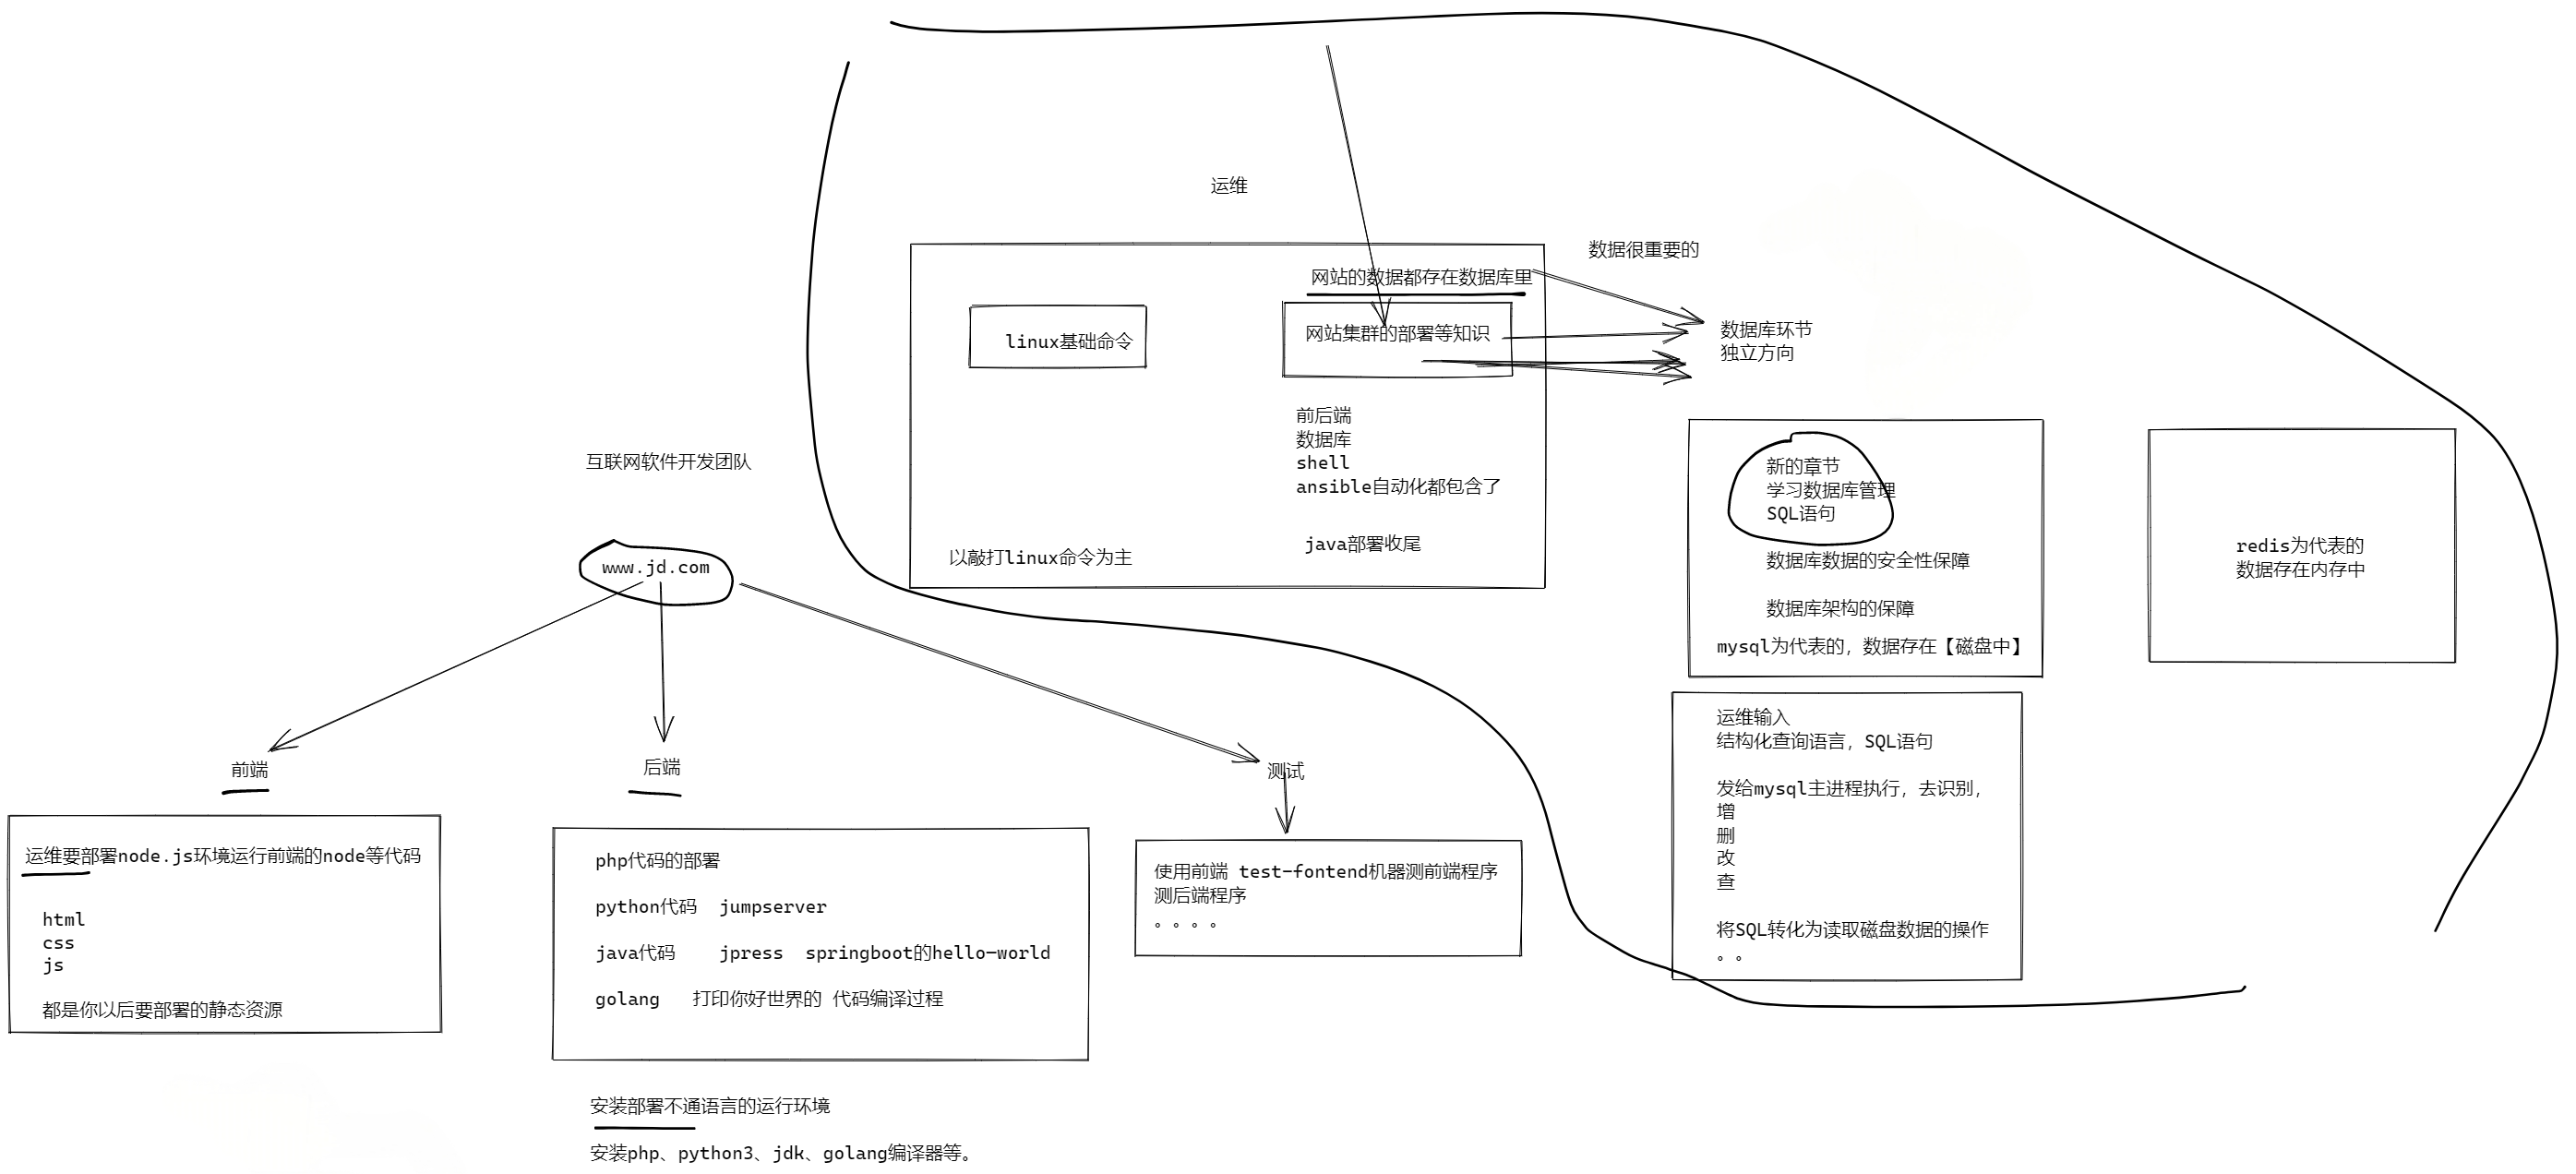 运维
数据很重要的
网站的数据都存在数据库里
linux基础命令
网站集群的部署等知识
数据库环节
独立方向
前后端
数据库
shell
ansible自动化都包含了
java部署收尾
以敲打linux命令为主
新的章节
学习数据库管理
SQL语句
数据库数据的安全性保障
数据库架构的保障
mysql为代表的，数据存在【磁盘中】
redis为代表的
数据存在内存中
运维输入
结构化查询语言，SQL语句
发给mysql主进程执行，去识别，
增
删
改
查
将SQL转化为读取磁盘数据的操作
。。
互联网软件开发团队
www.jd.com
前端
后端
测试
运维要部署node.js环境运行前端的node等代码
html
css
js
都是你以后要部署的静态资源
php代码的部署
python代码  jumpserver
java代码    jpress  springboot的hello-world
golang   打印你好世界的 代码编译过程
使用前端 test-fontend机器测前端程序
测后端程序
。。。。
安装部署不通语言的运行环境
安装php、python3、jdk、golang编译器等。